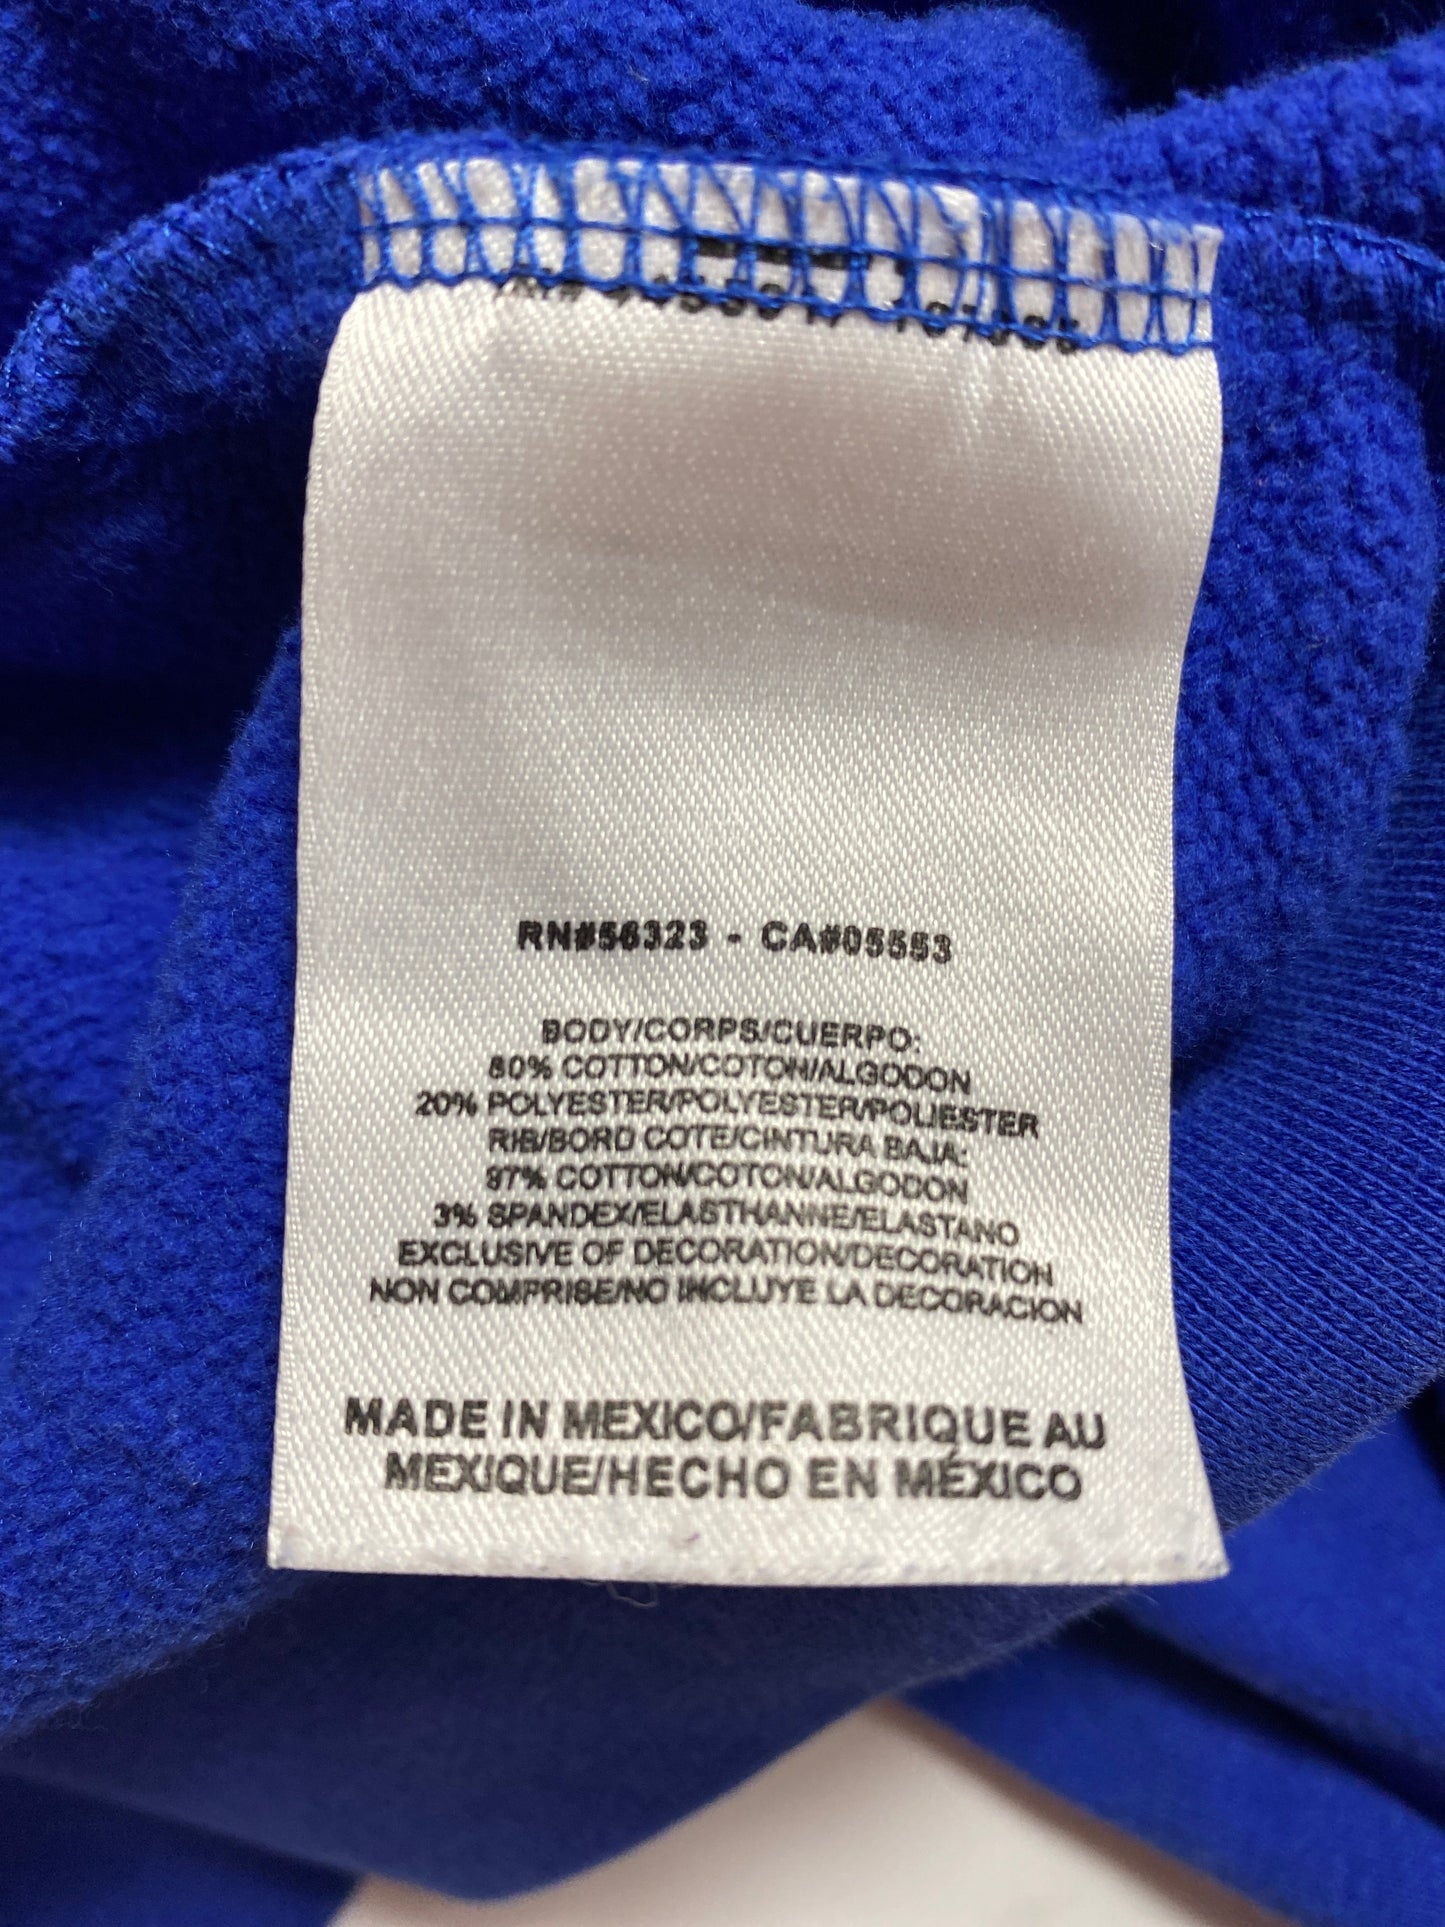 RN#56323 - CA#05553
BODY/CORPS/CUERPO:
80% COTTON/COTON/ALGODON
20% POLYESTER/POLYESTER/POLIESTER
RIB/BORD COTE/CINTURA BAJA:
97% COTTON/COTON/ALGODON
3% SPANDEX/ELASTHANNE/ELASTANO
EXCLUSIVE OF DECORATION/DECORATION
NON COMPRISE/NO INCLUYE LA DECORACION
MADE IN MEXICO/FABRIQUE AU
MEXIQUE/HECHO EN MÉXICO